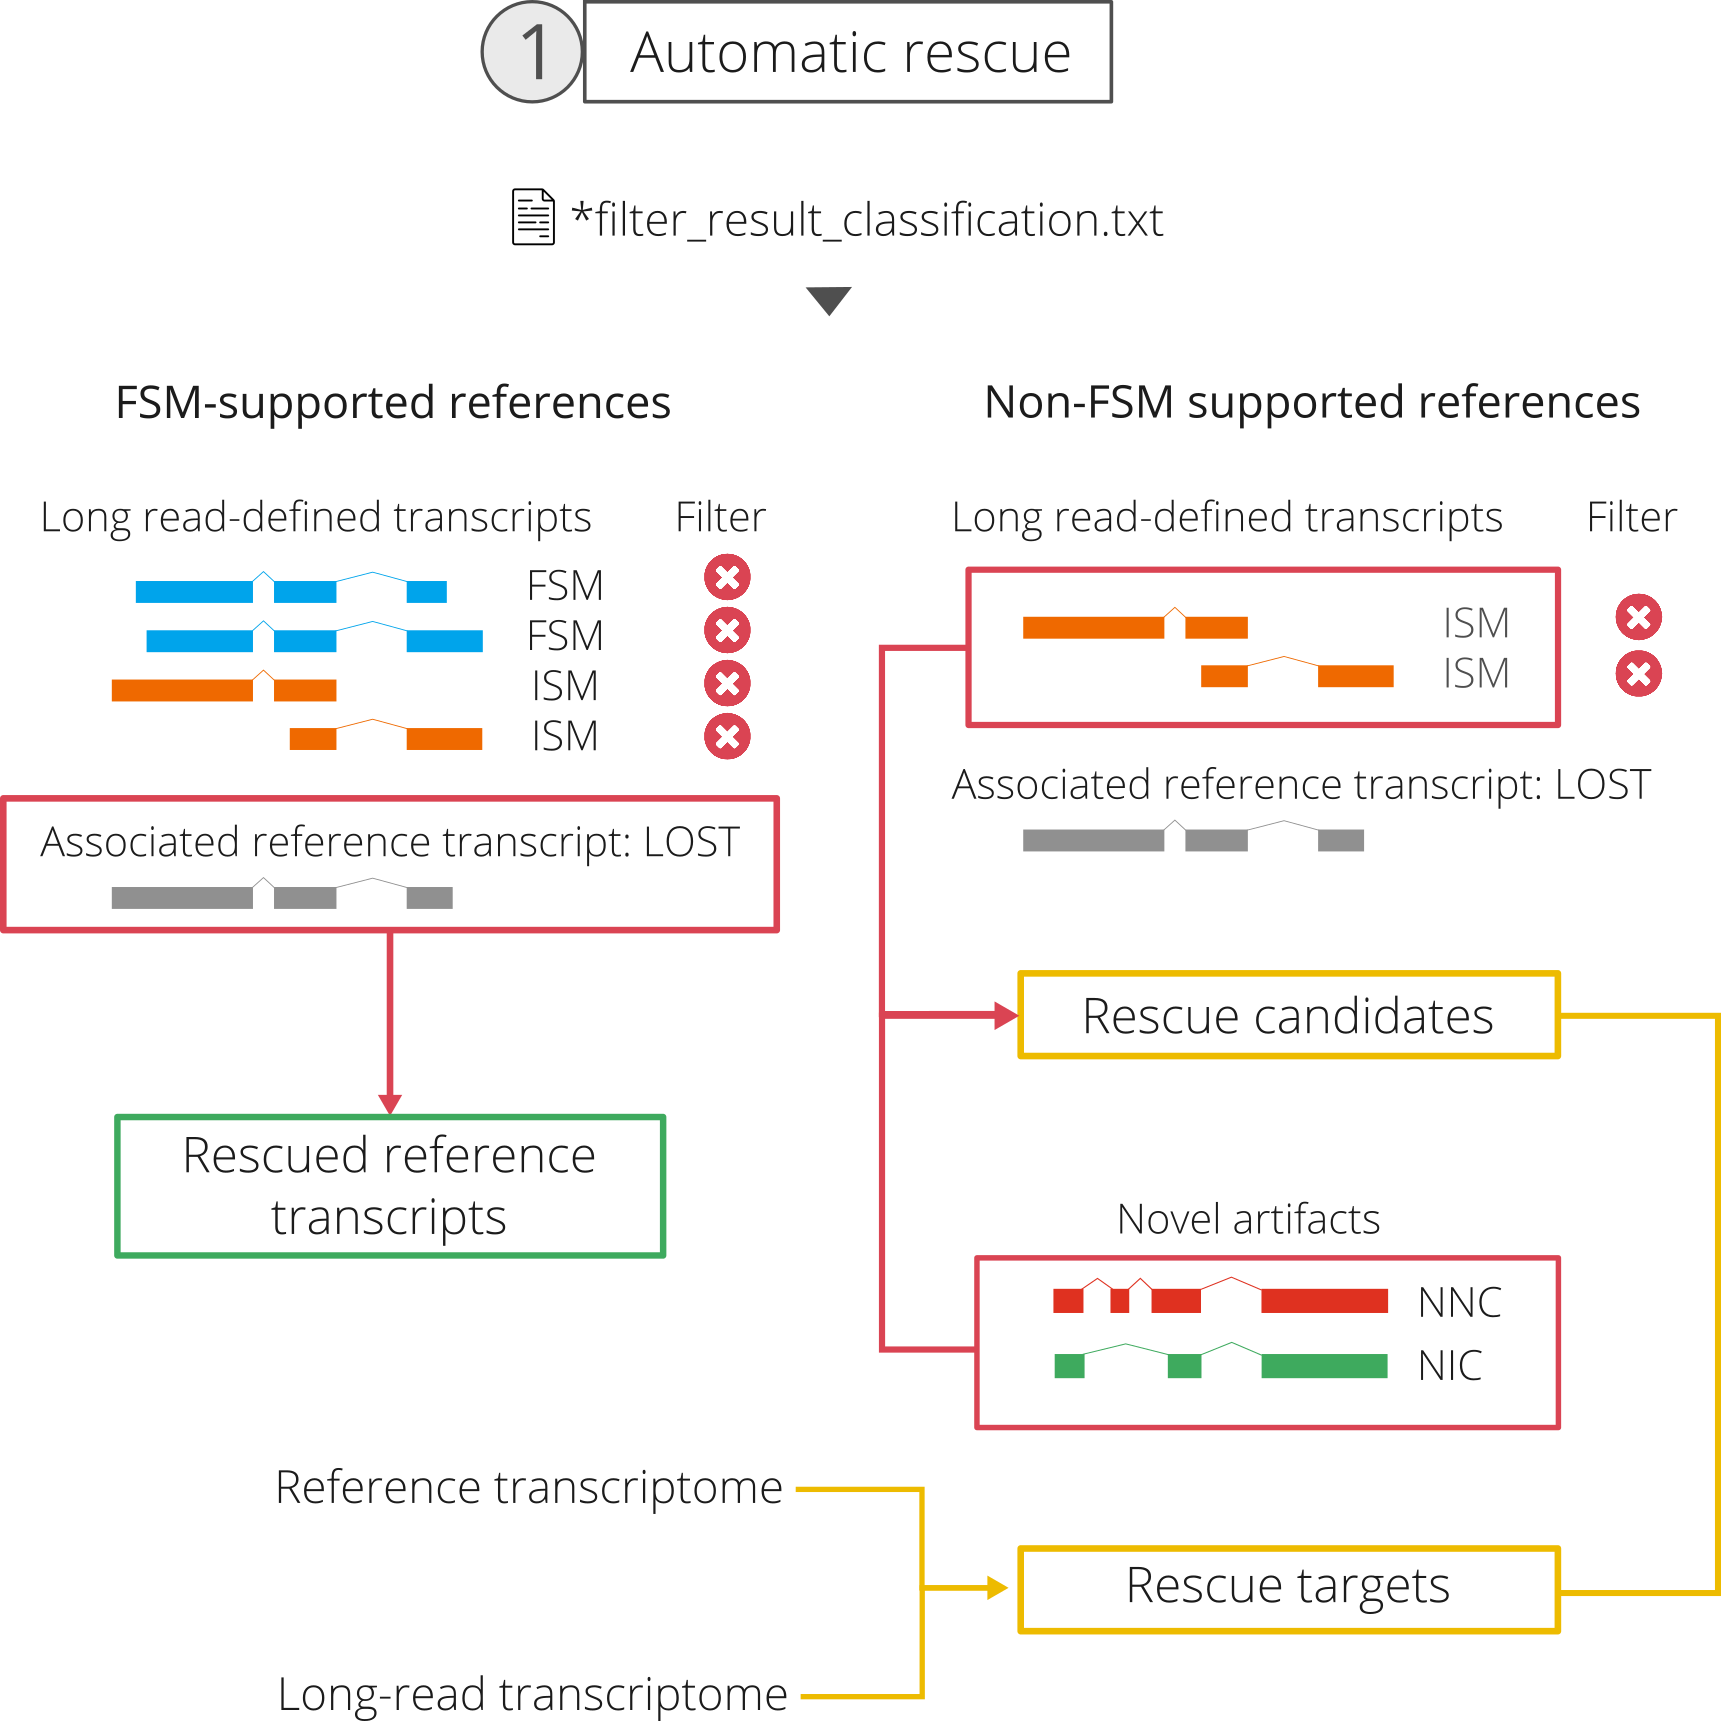 1
Automatic rescue
*filter_result_classification.txt
FSM-supported references
Long read-defined transcripts
Filter
FSM
FSM
ISM
ISM
Associated reference transcript: LOST
Rescued reference
transcripts
Non-FSM supported references
Long read-defined transcripts
Filter
ISM
ISM
Associated reference transcript: LOST
Rescue candidates
Novel artifacts
NNC
NIC
Reference transcriptome
Rescue targets
Long-read transcriptome